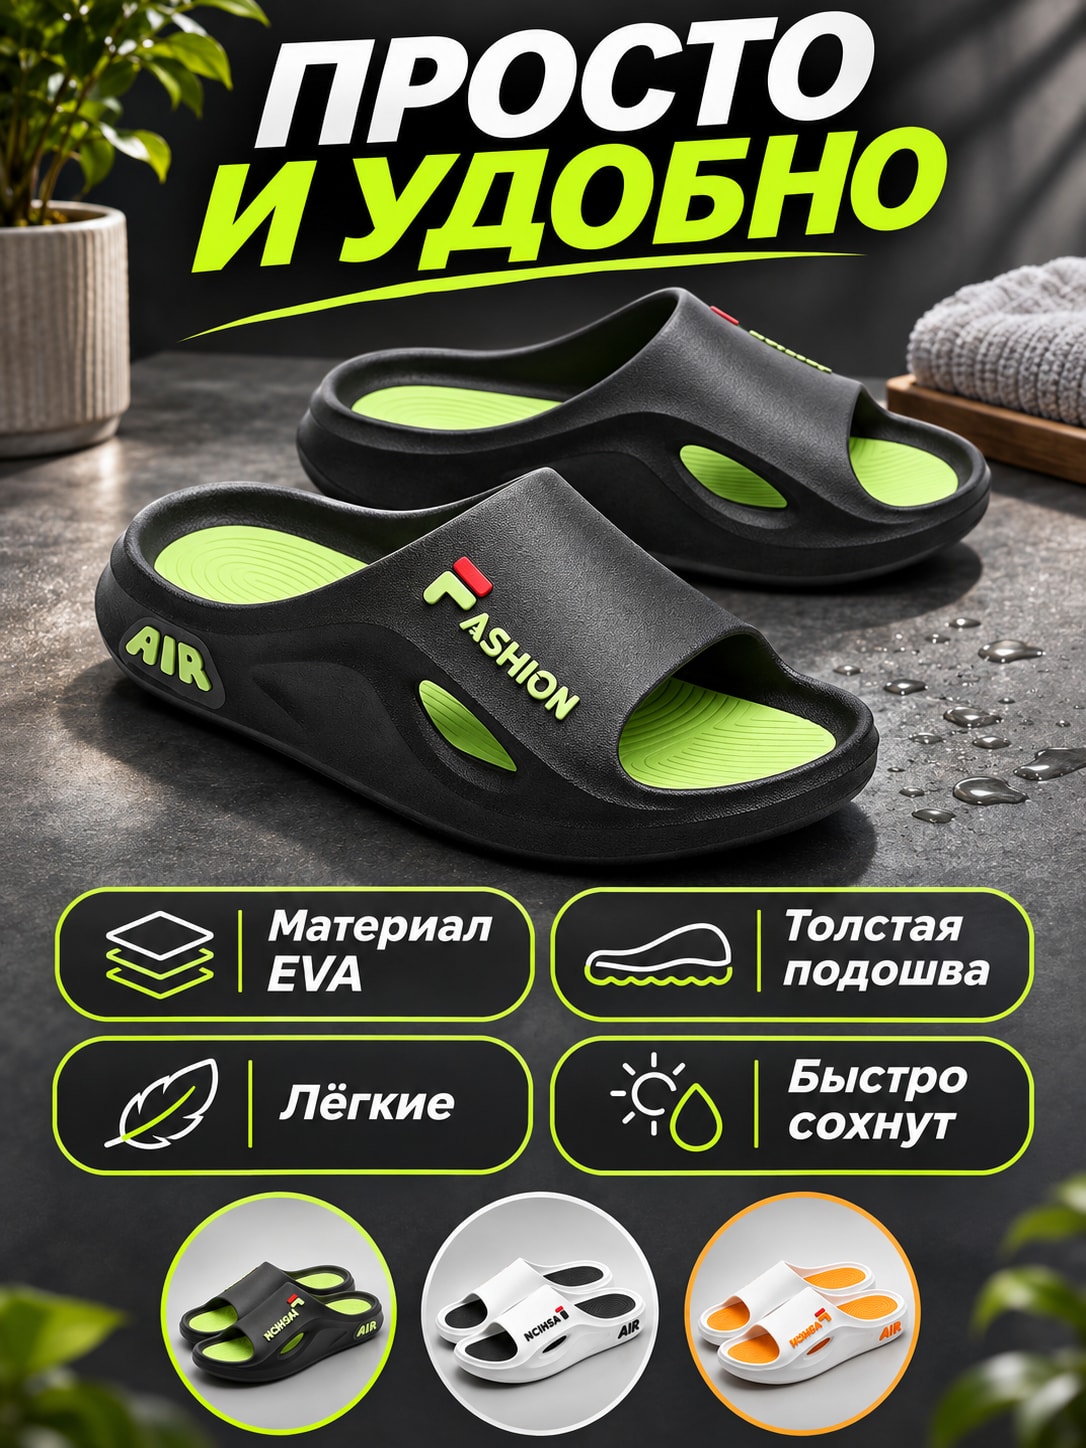 ПРОСТО
И УДОБНО
FASHION
AIR
Материал
EVA
Толстая
подошва
Лёгкие
Быстро
сохнут
AIR
AIR
AIR